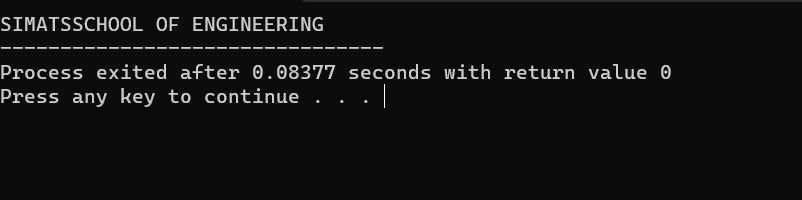 SIMATSSCHOOL OF ENGINEERING
--------------------------------
Process exited after 0.08377 seconds with return value 0
Press any key to continue . . .